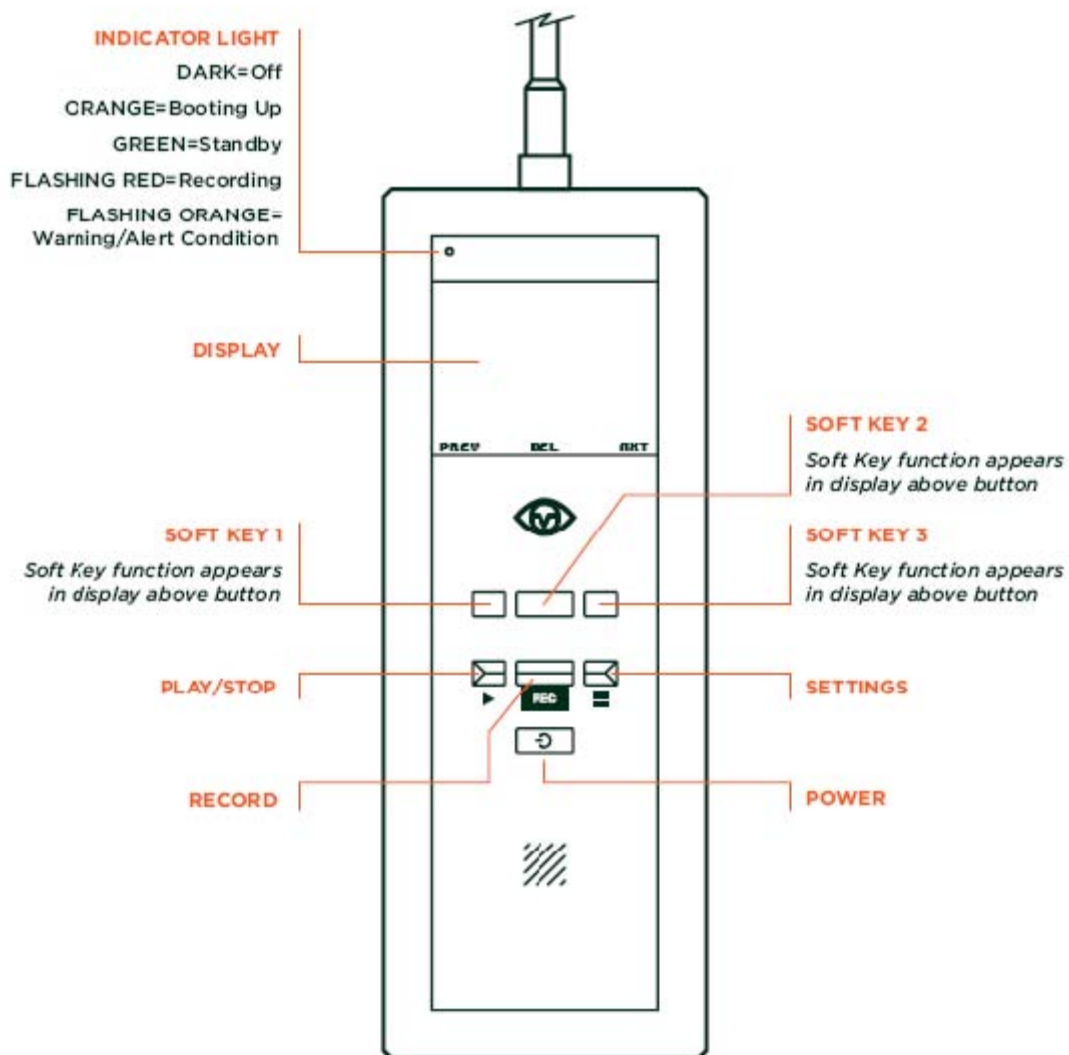 INDICATOR LIGHT
DARK=Off
ORANGE=Booting Up
GREEN=Standby
FLASHING RED=Recording
FLASHING ORANGE=
Warning/Alert Condition
DISPLAY
PREV DEL NXT
SOFT KEY 2
Soft Key function appears
in display above button
SOFT KEY 1
Soft Key function appears
in display above button
SOFT KEY 3
Soft Key function appears
in display above button
PLAY/STOP
REC
SETTINGS
RECORD
POWER